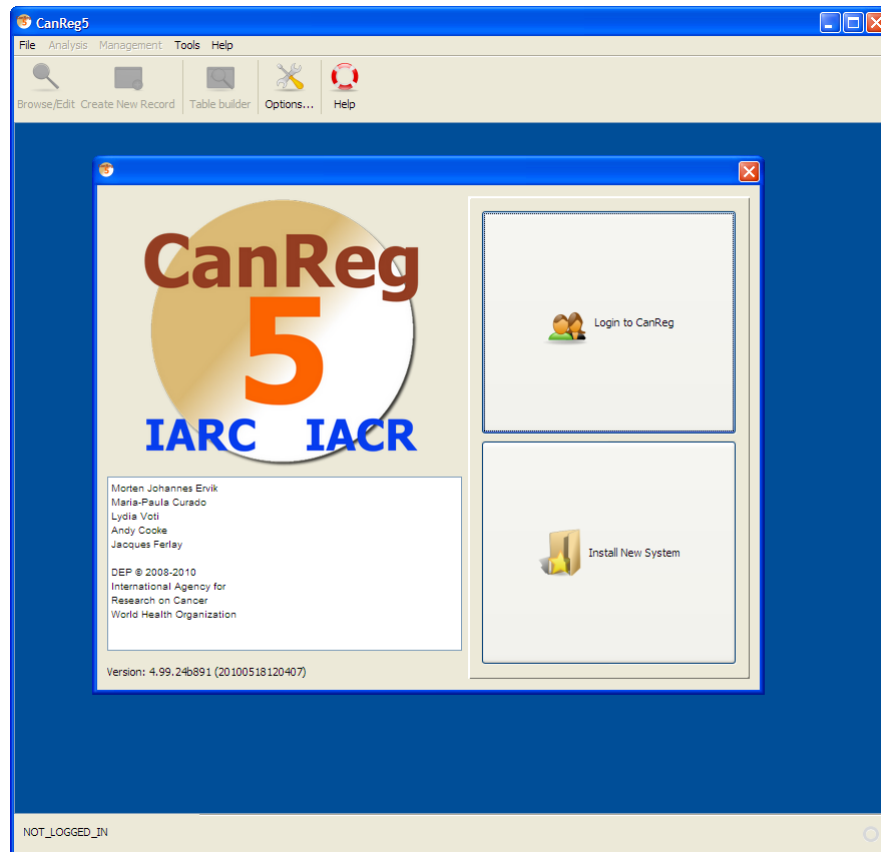 CanReg5
File Analysis Management Tools Help
Browse/Edit Create New Record Table builder Options... Help
CanReg
5
IARC IACR
Login to CanReg
Install New System
Morten Johannes Ervik
Maria-Paula Curado
Lydia Voti
Andy Cooke
Jacques Ferlay
DEP © 2008-2010
International Agency for
Research on Cancer
World Health Organization
Version: 4.99.24b891 (20100518120407)
NOT_LOGGED_IN